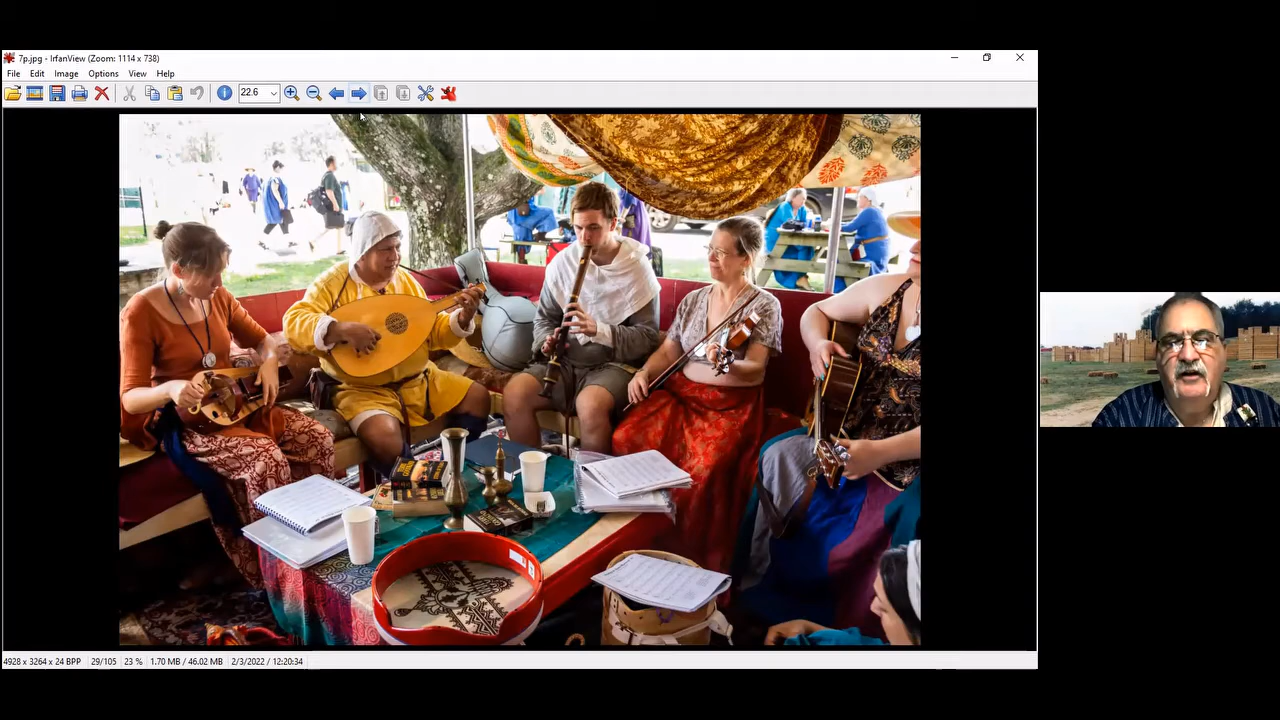 7p.jpg - IrfanView (Zoom: 1114 x 738)
File Edit Image Options View Help
22.6
4928 x 3264 x 24 BPP 29/105 23 % 1.70 MB / 46.02 MB 2/3/2022 / 12:20:34